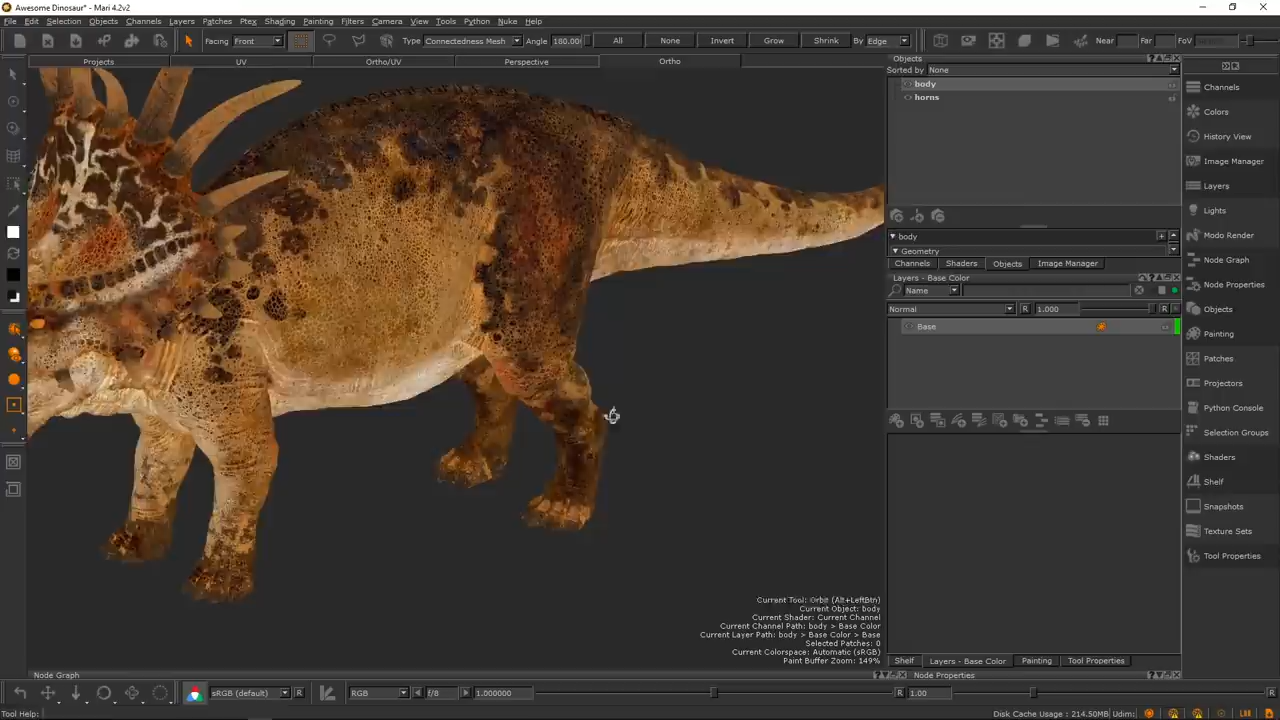 Awesome Dinosaur* - Mari 4.2v2
File Edit Selection Objects Channels Layers Patches Ptex Shading Painting Filters Camera View Tools Python Nuke Help
Facing Front Type Connectedness Mesh Angle 180.00 All None Invert Grow Shrink By Edge Near Far FoV
Projects UV Ortho/UV Perspective Ortho
Objects
Sorted by None
body
horns
body
Geometry
Channels Shaders Objects Image Manager
Layers - Base Color
Name
Normal R 1.000 R
Base
Shelf Layers - Base Color Painting Tool Properties
Node Properties
Channels
Colors
History View
Image Manager
Layers
Lights
Modo Render
Node Graph
Node Properties
Objects
Painting
Patches
Projectors
Python Console
Selection Groups
Shaders
Shelf
Snapshots
Texture Sets
Tool Properties
Current Tool: Orbit (Alt+LeftBtn)
Current Object: body
Current Shader: Current Channel
Current Channel Path: body > Base Color
Current Layer Path: body > Base Color > Base
Selected Patches: 0
Current Colorspace: Automatic (sRGB)
Paint Buffer Zoom: 149%
Node Graph
sRGB (default) R RGB f/8 1.000000 R 1.00
Tool Help: Disk Cache Usage : 214.50MB Udim: